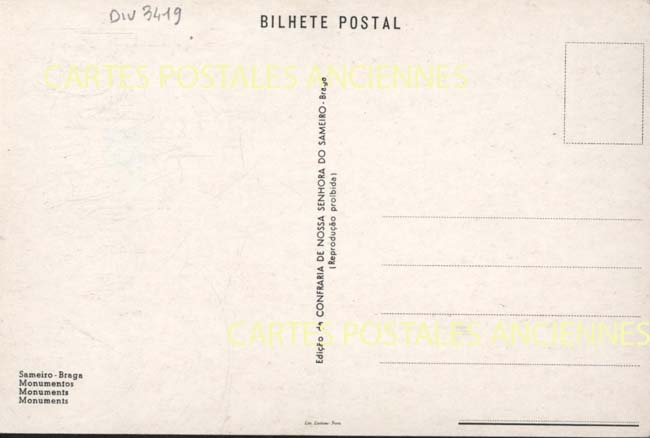 DIV 3419
BILHETE POSTAL
CARTES POSTALES ANCIENNES
Edição da CONFRARIA DE NOSSA SENHORA DO SAMEIRO - Braga
(Reprodução proibida)
CARTES POSTALES ANCIENNES
Sameiro - Braga
Monumentos
Monuments
Monuments